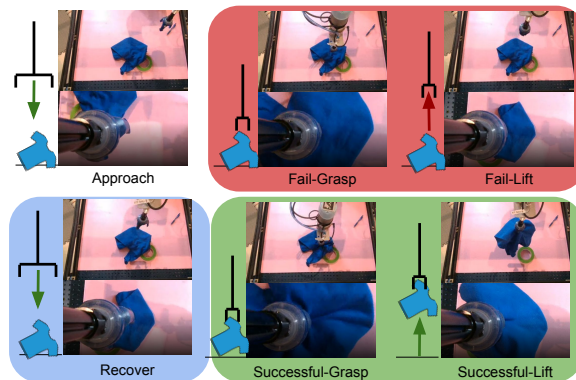 Approach
Fail-Grasp
Fail-Lift
Recover
Successful-Grasp
Successful-Lift